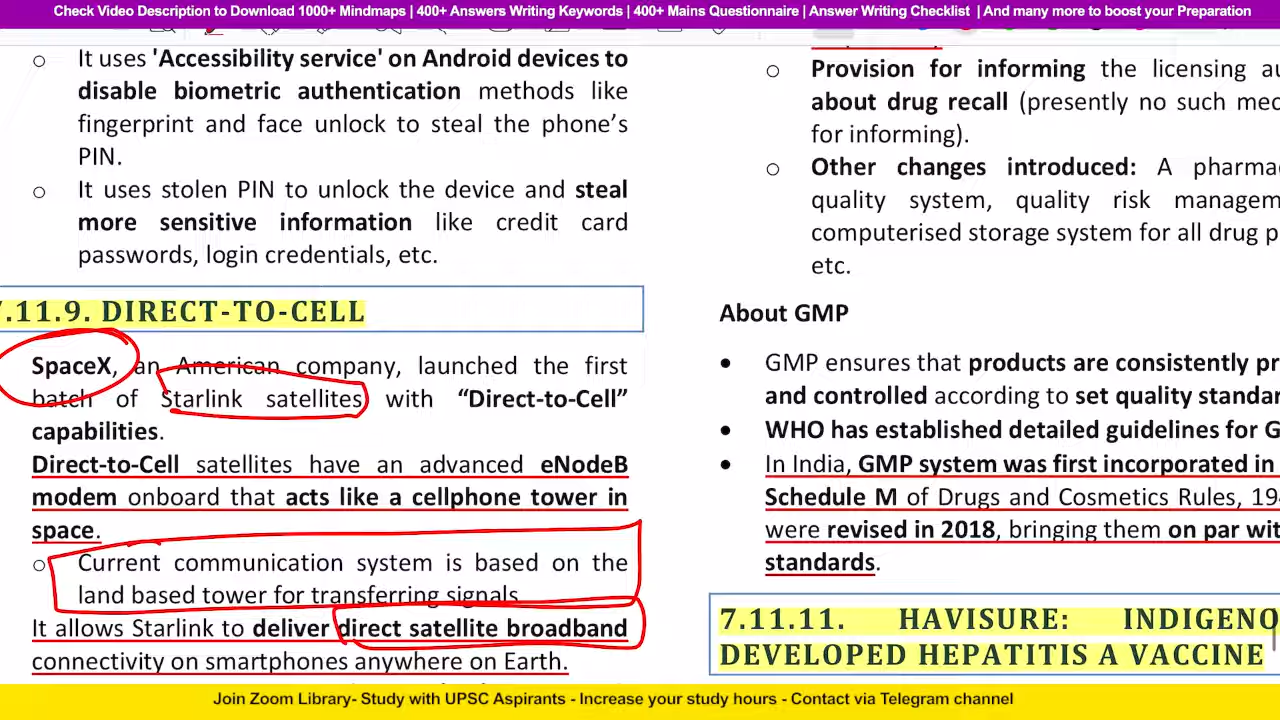 Check Video Description to Download 1000+ Mindmaps | 400+ Answers Writing Keywords | 400+ Mains Questionnaire | Answer Writing Checklist | And many more to boost your Preparation
o It uses 'Accessibility service' on Android devices to
disable biometric authentication methods like
fingerprint and face unlock to steal the phone's
PIN.
o It uses stolen PIN to unlock the device and steal
more sensitive information like credit card
passwords, login credentials, etc.
7.11.9. DIRECT-TO-CELL
SpaceX, an American company, launched the first
batch of Starlink satellites with “Direct-to-Cell”
capabilities.
Direct-to-Cell satellites have an advanced eNodeB
modem onboard that acts like a cellphone tower in
space.
o Current communication system is based on the
land based tower for transferring signals
It allows Starlink to deliver direct satellite broadband
connectivity on smartphones anywhere on Earth.
o Provision for informing the licensing au
about drug recall (presently no such mec
for informing).
o Other changes introduced: A pharmac
quality system, quality risk managem
computerised storage system for all drug p
etc.
About GMP
• GMP ensures that products are consistently pr
and controlled according to set quality standar
• WHO has established detailed guidelines for G
• In India, GMP system was first incorporated in
Schedule M of Drugs and Cosmetics Rules, 194
were revised in 2018, bringing them on par wit
standards.
7.11.11. HAVISURE: INDIGENO
DEVELOPED HEPATITIS A VACCINE
Join Zoom Library- Study with UPSC Aspirants - Increase your study hours - Contact via Telegram channel